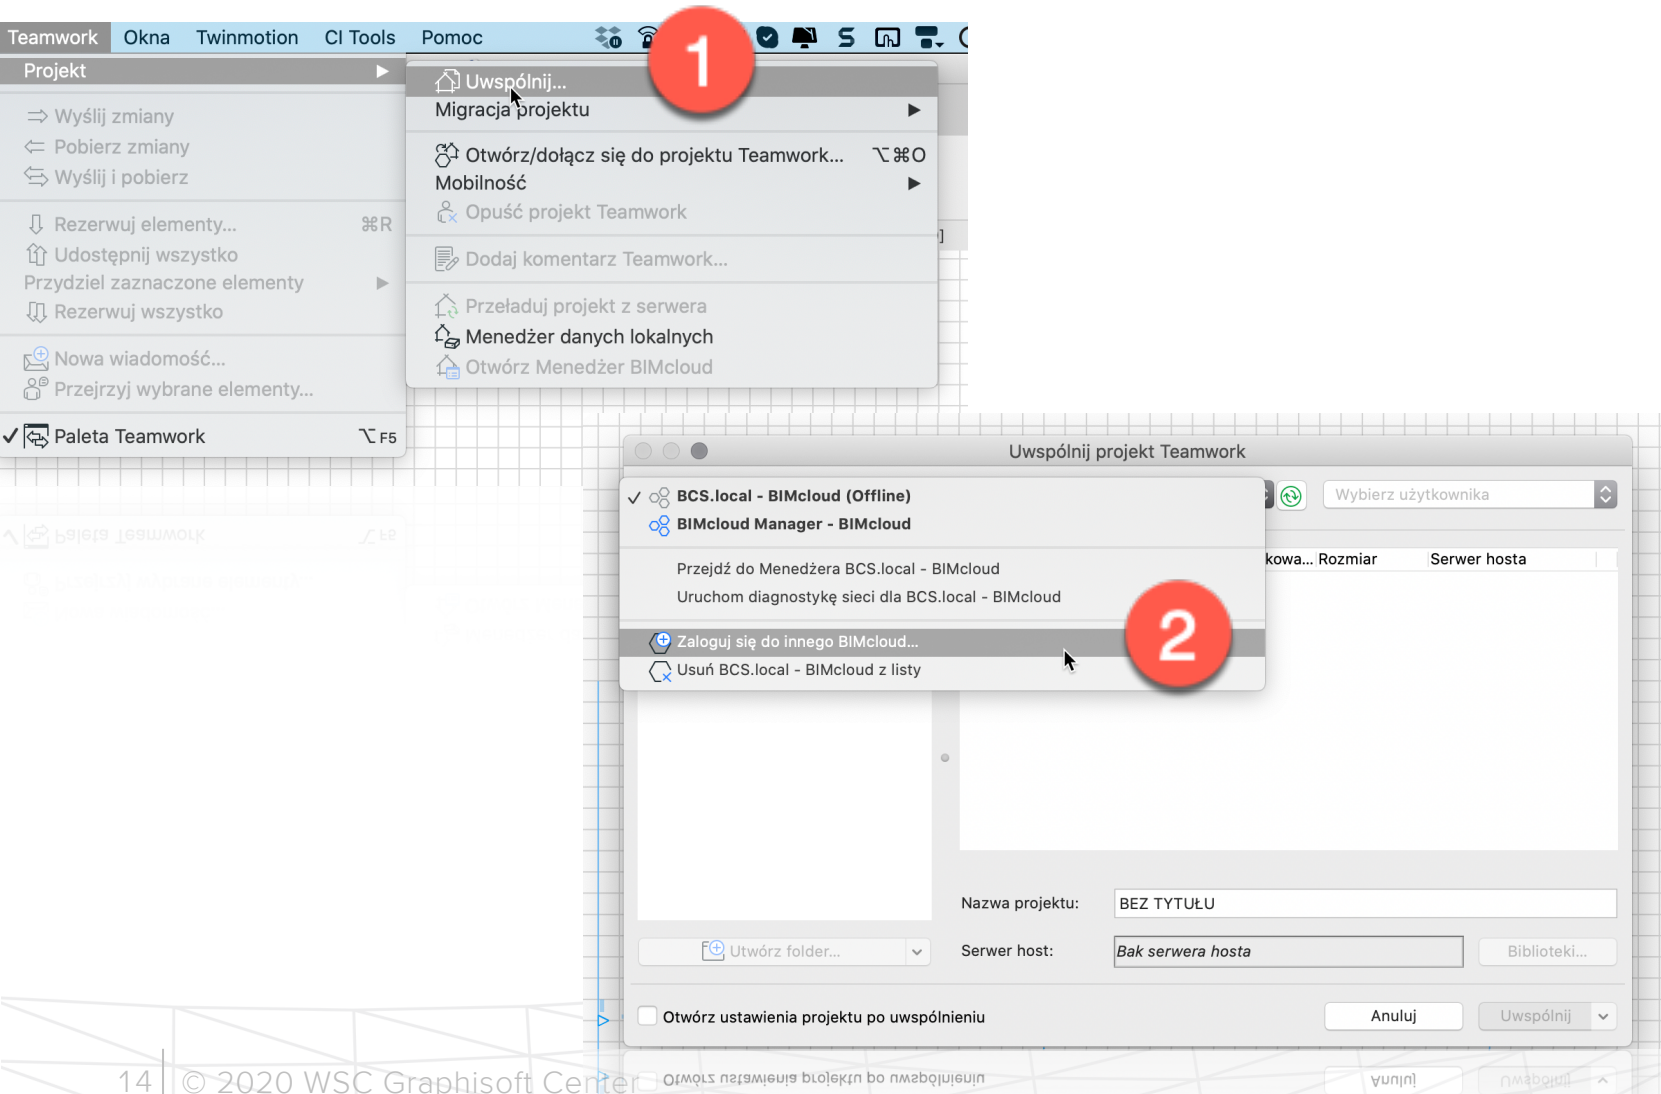 Teamwork Okna Twinmotion CI Tools Pomoc
1
Projekt
Wyślij zmiany
Pobierz zmiany
Wyślij i pobierz
Rezerwuj elementy... ⌘R
Udostępnij wszystko
Przydziel zaznaczone elementy
Rezerwuj wszystko
Nowa wiadomość...
Przejrzyj wybrane elementy...
Paleta Teamwork ⌥F5
Uwspólnij...
Migracja projektu
Otwórz/dołącz się do projektu Teamwork... ⌥⌘O
Mobilność
Opuść projekt Teamwork
Dodaj komentarz Teamwork...
Przeładuj projekt z serwera
Menedżer danych lokalnych
Otwórz Menedżer BIMcloud
Uwspólnij projekt Teamwork
BCS.local - BIMcloud (Offline)
BIMcloud Manager - BIMcloud
Przejdź do Menedżera BCS.local - BIMcloud
Uruchom diagnostykę sieci dla BCS.local - BIMcloud
Zaloguj się do innego BIMcloud...
Usuń BCS.local - BIMcloud z listy
2
Wybierz użytkownika
kowa... Rozmiar Serwer hosta
Nazwa projektu: BEZ TYTUŁU
Utwórz folder... Serwer host: Bak serwera hosta Biblioteki...
Otwórz ustawienia projektu po uwspólnieniu Anuluj Uwspólnij
14 © 2020 WSC Graphisoft Center